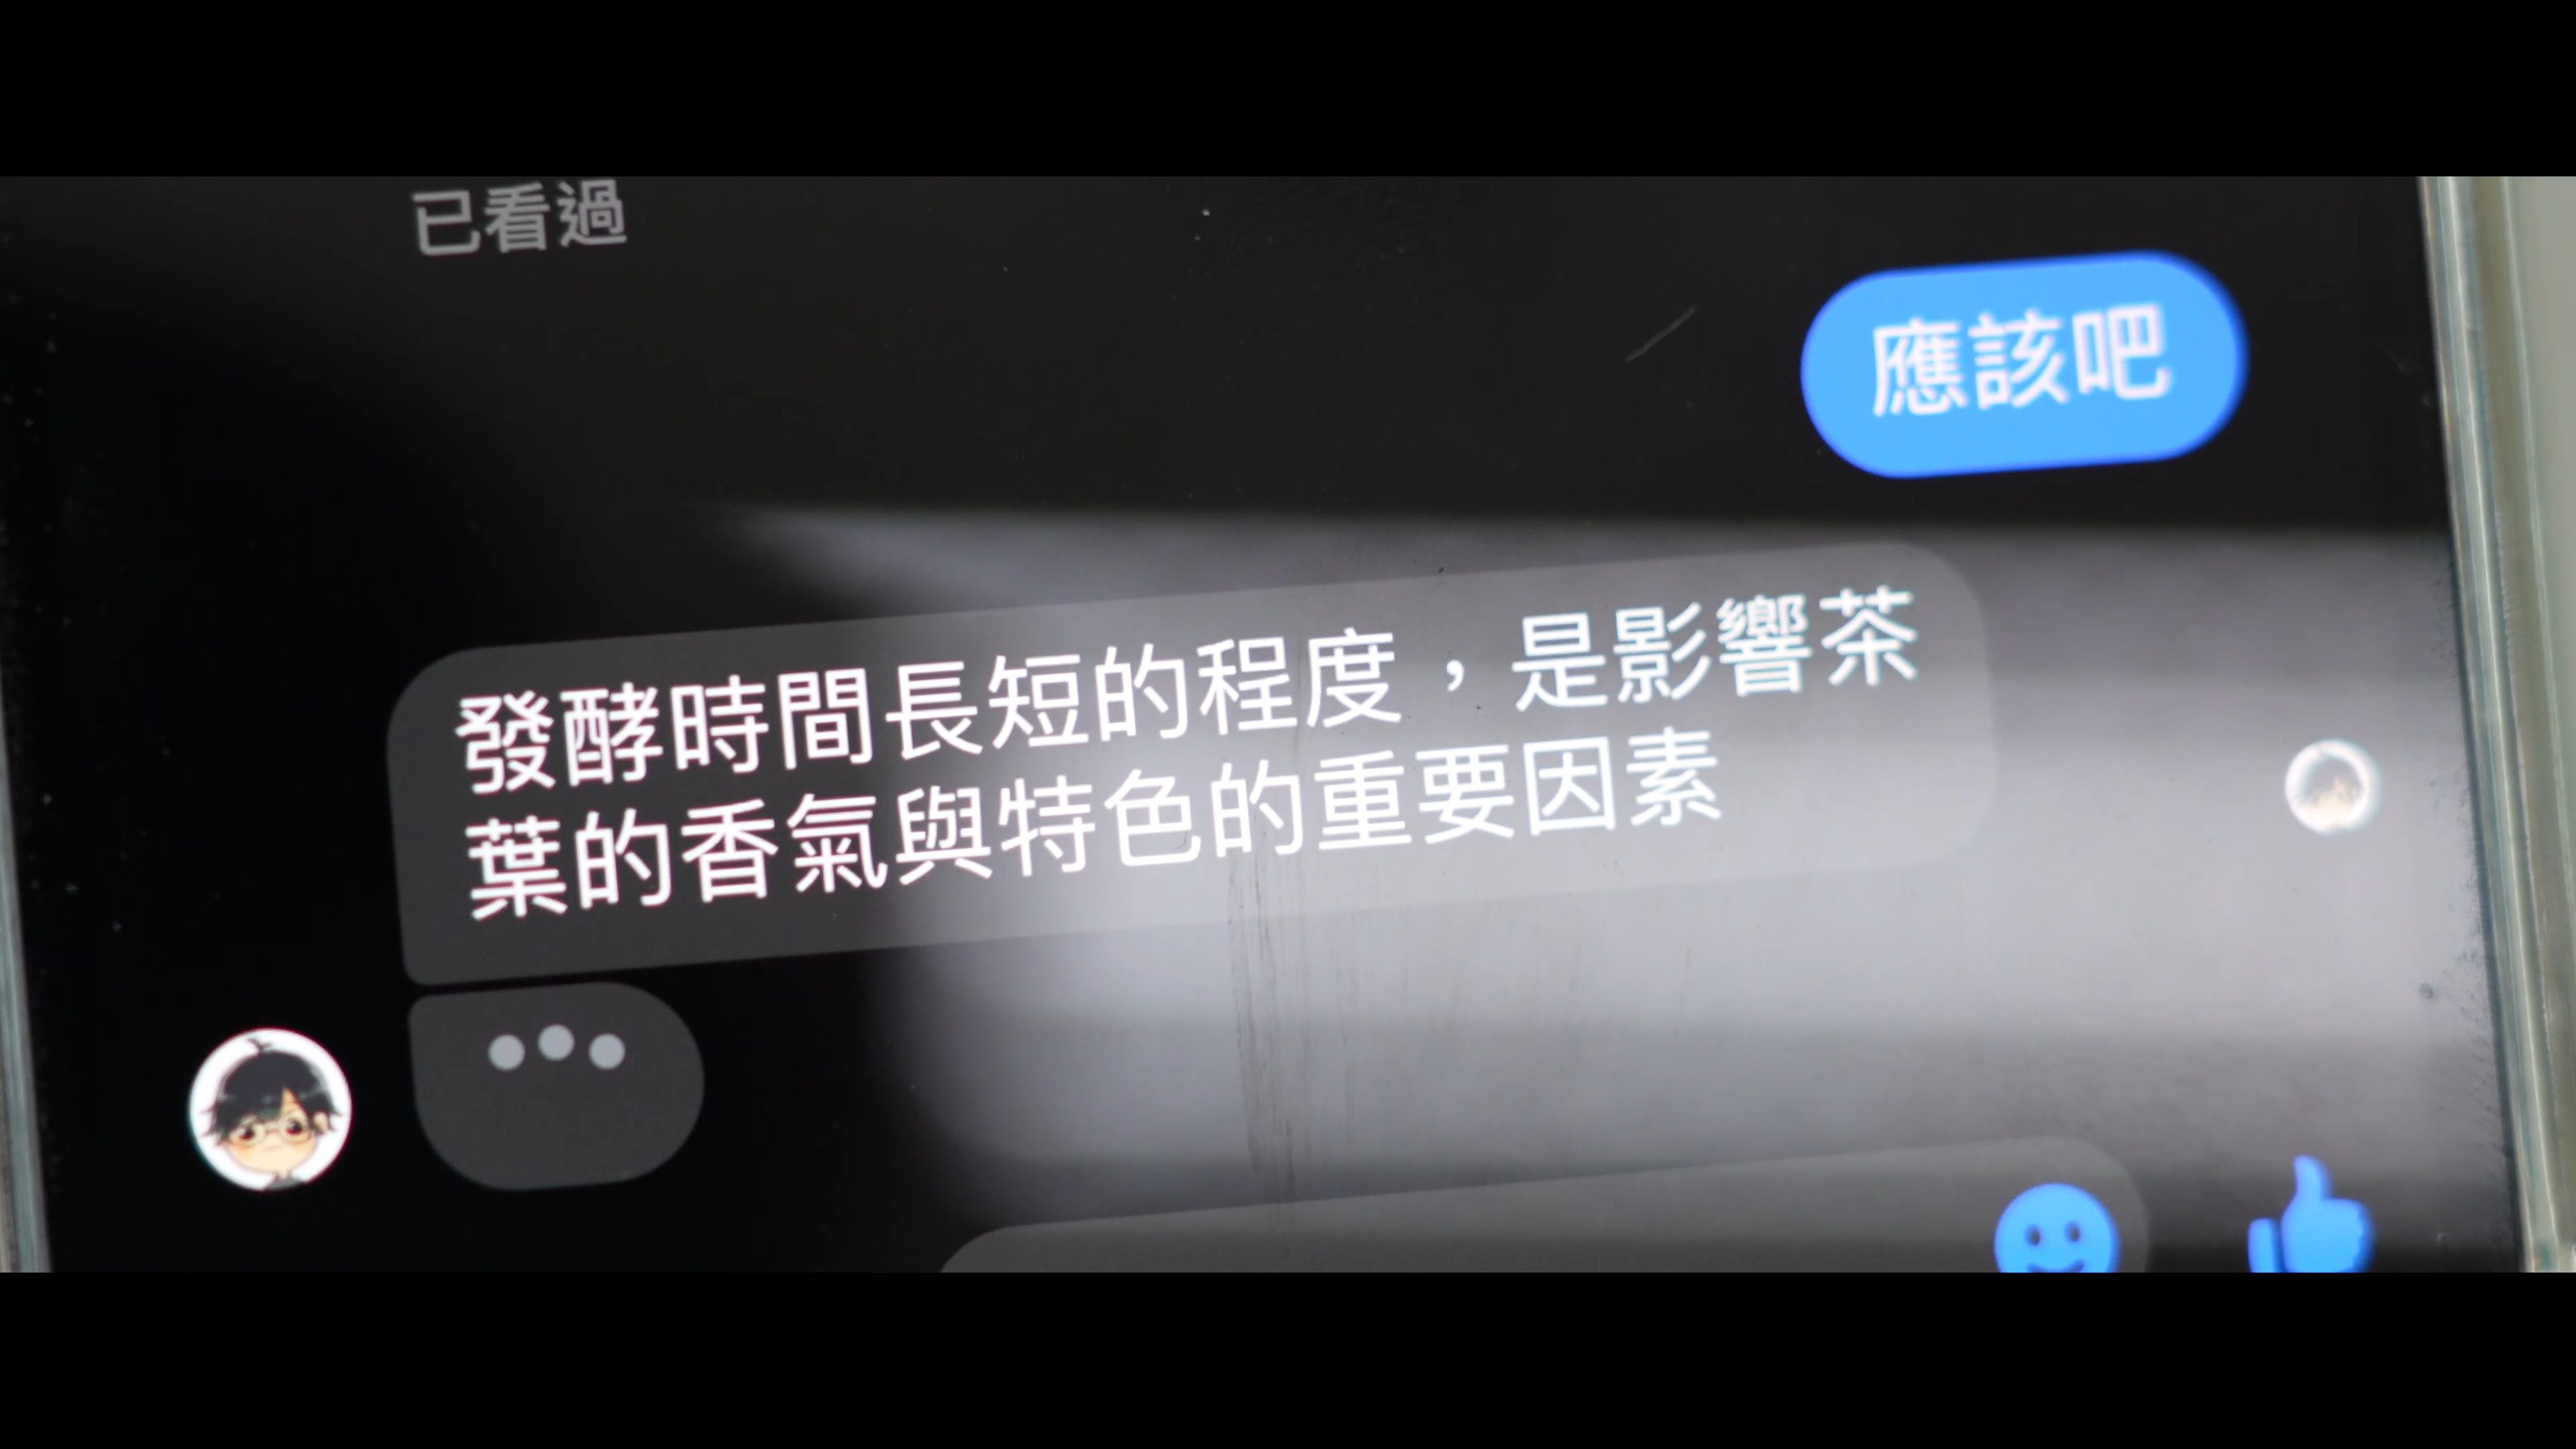 已看過
應該吧
發酵時間長短的程度，是影響茶
葉的香氣與特色的重要因素